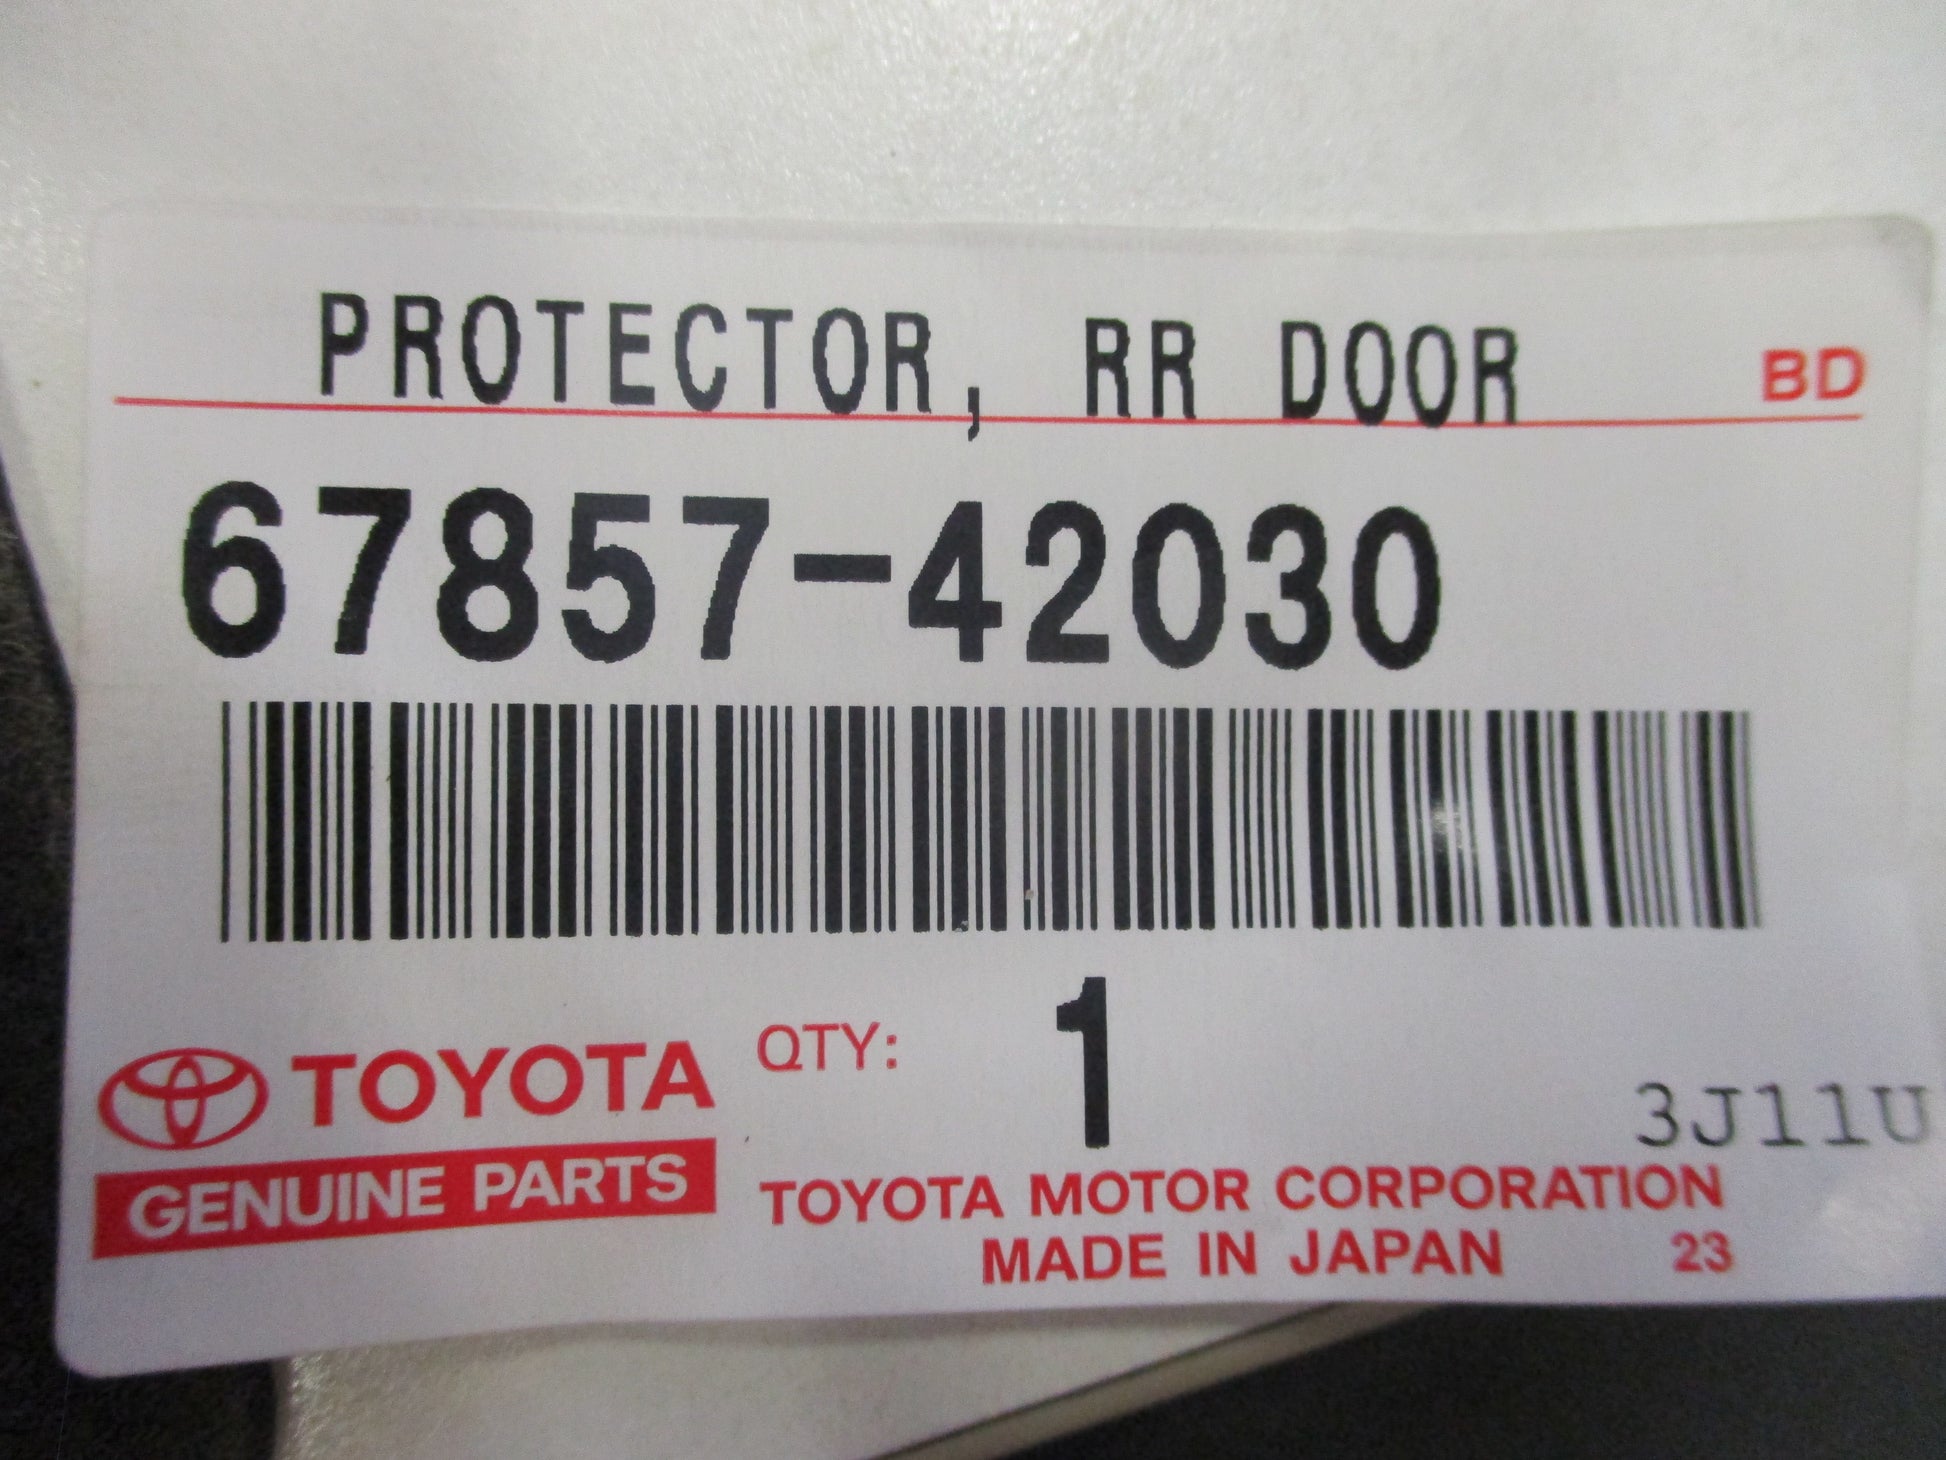 PROTECTOR, RR DOOR BD
67857-42030
TOYOTA QTY: 1
GENUINE PARTS
3J11U
TOYOTA MOTOR CORPORATION
MADE IN JAPAN 23